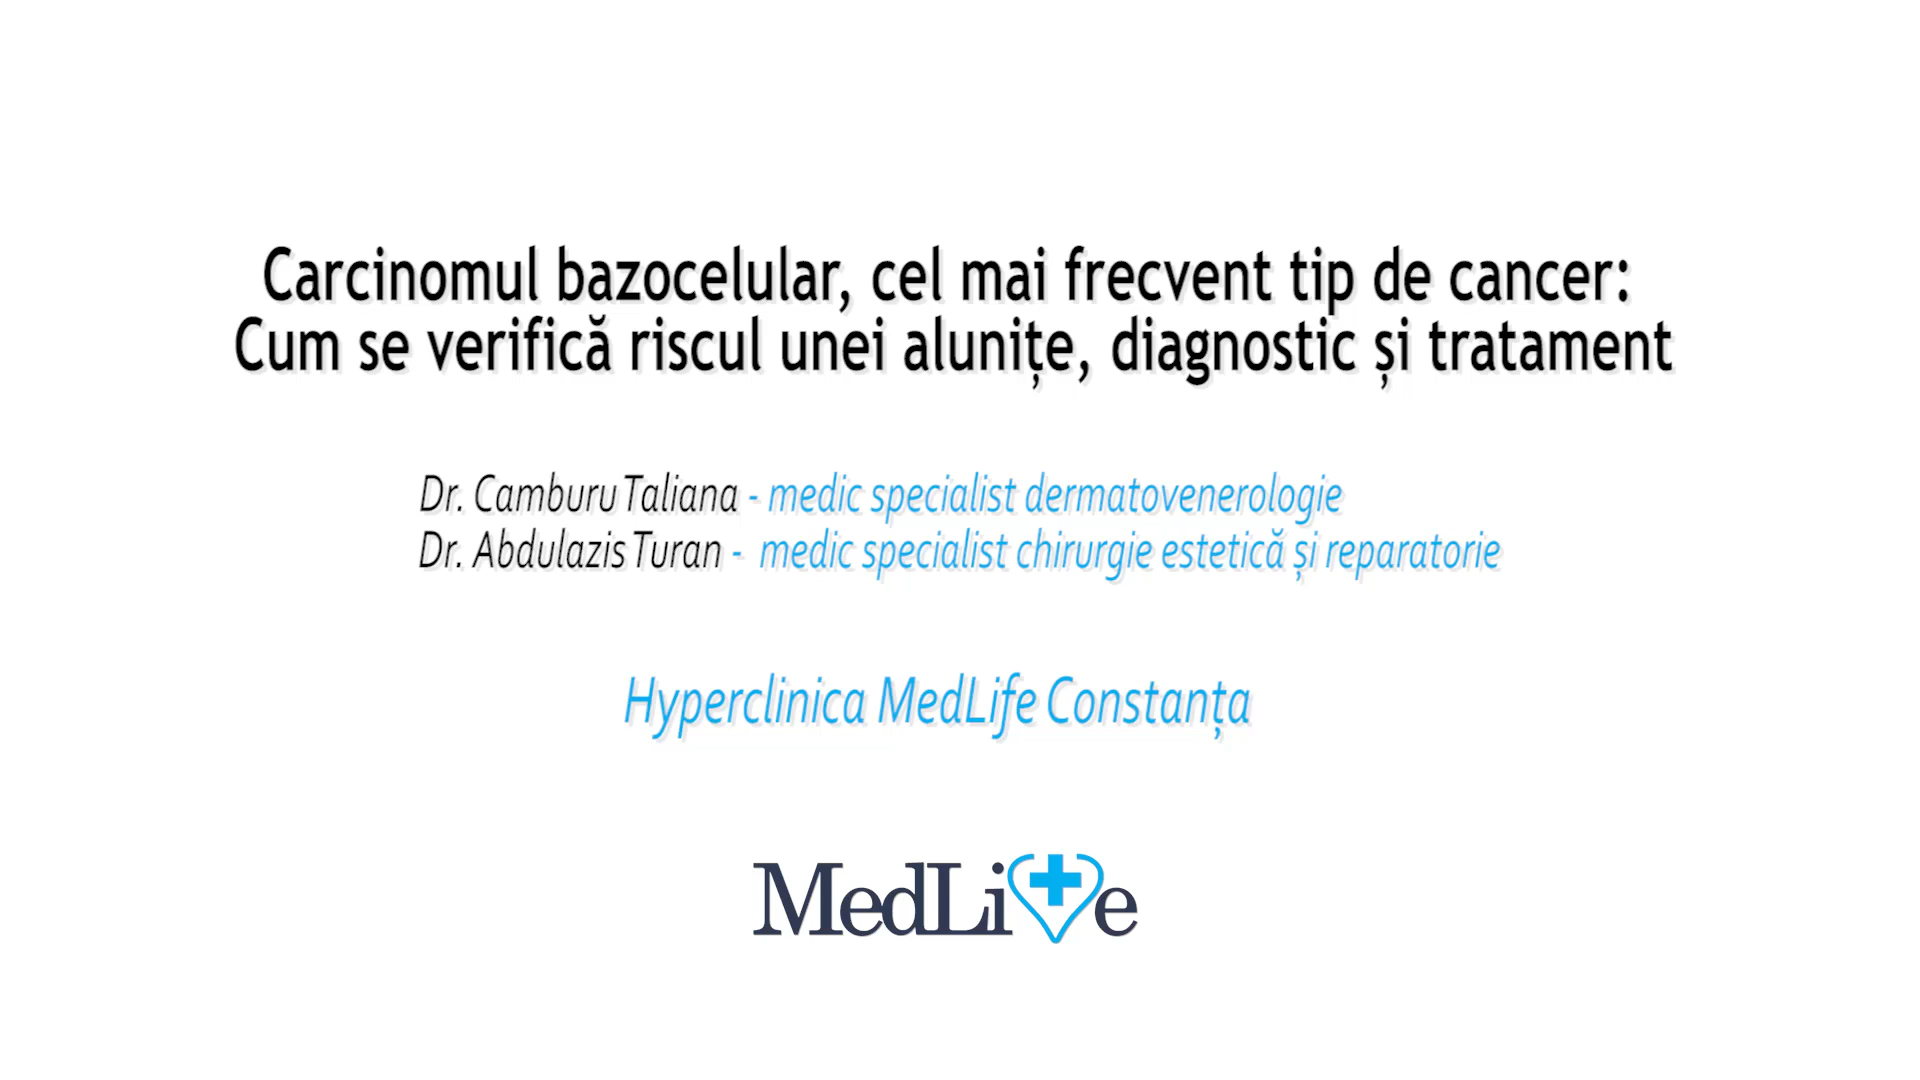 Carcinomul bazocelular, cel mai frecvent tip de cancer:
Cum se verifică riscul unei alunițe, diagnostic și tratament
Dr. Camburu Taliana - medic specialist dermatovenerologie
Dr. Abdulazis Turan - medic specialist chirurgie estetică și reparatorie
Hyperclinica MedLife Constanța
MedLife